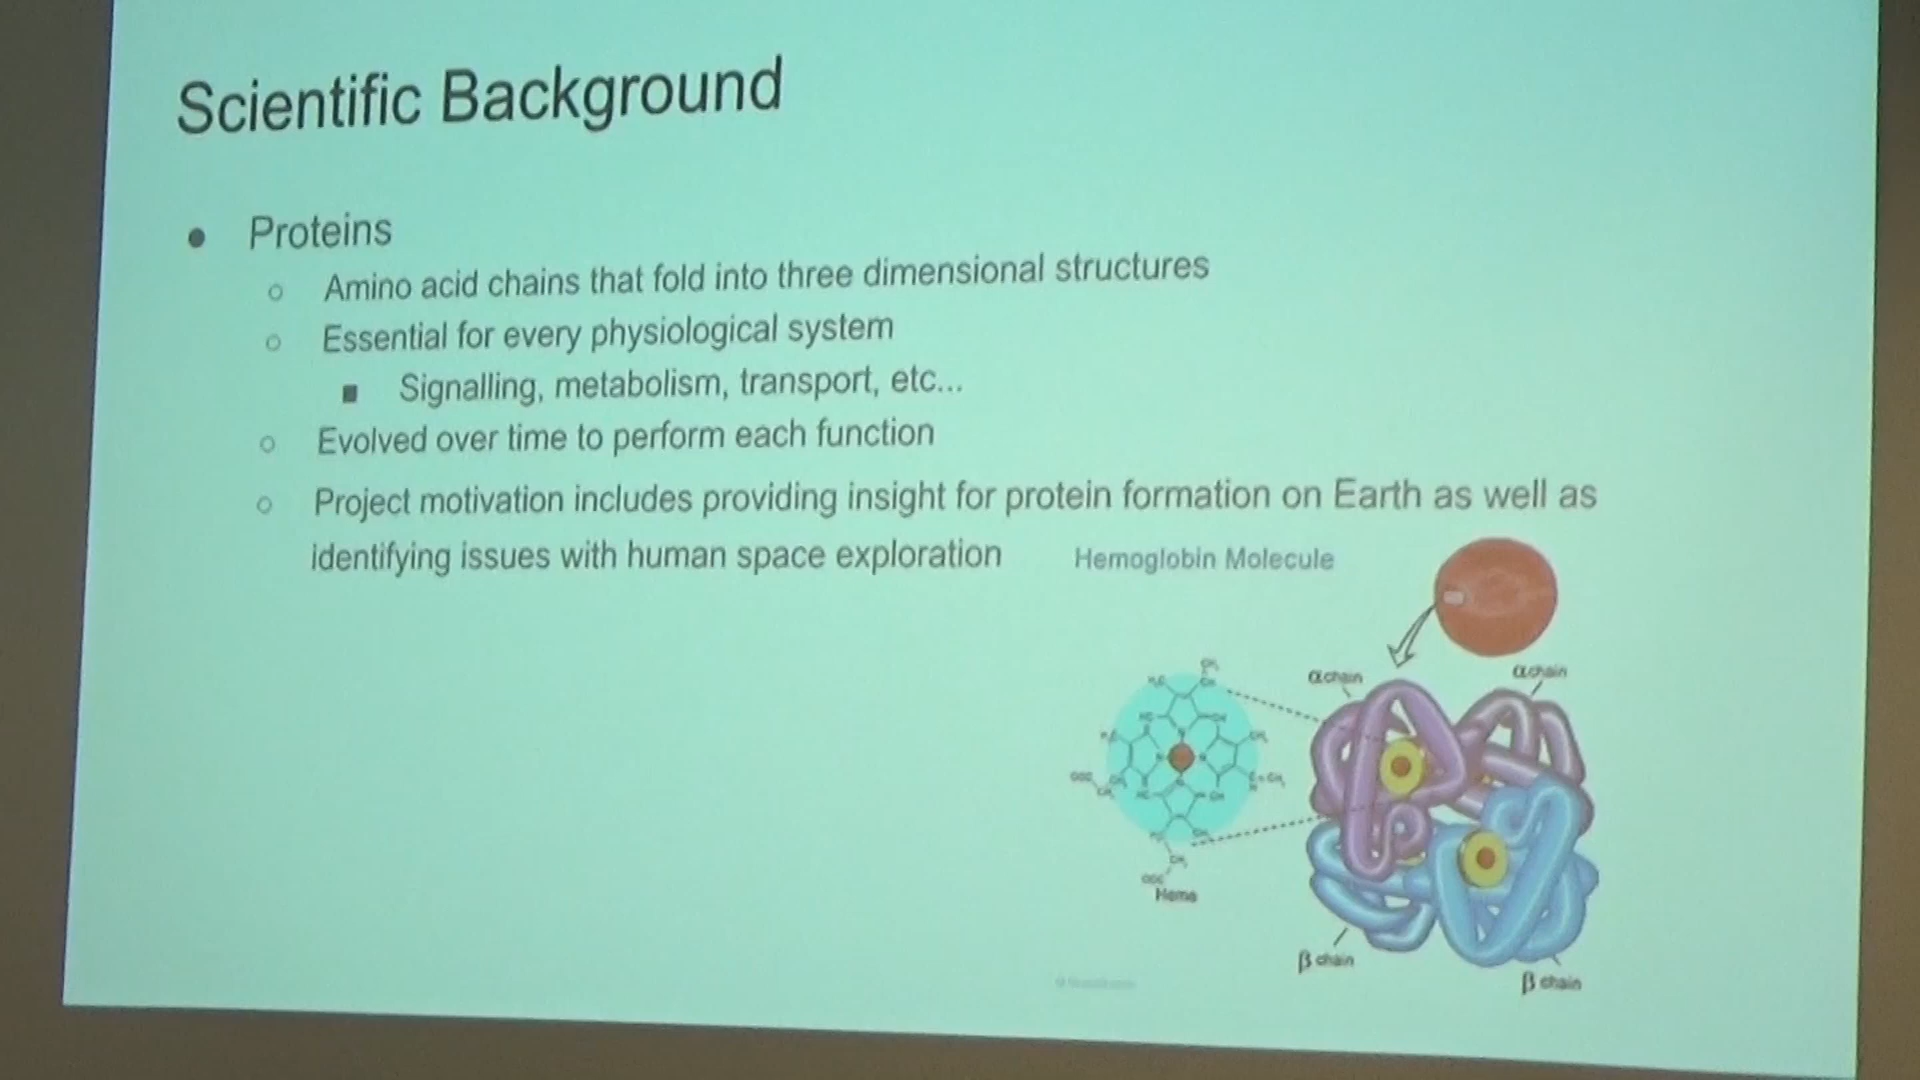 Scientific Background
● Proteins
○ Amino acid chains that fold into three dimensional structures
○ Essential for every physiological system
■ Signalling, metabolism, transport, etc...
○ Evolved over time to perform each function
○ Project motivation includes providing insight for protein formation on Earth as well as
identifying issues with human space exploration
Hemoglobin Molecule
α chain
α chain
Heme
β chain
β chain